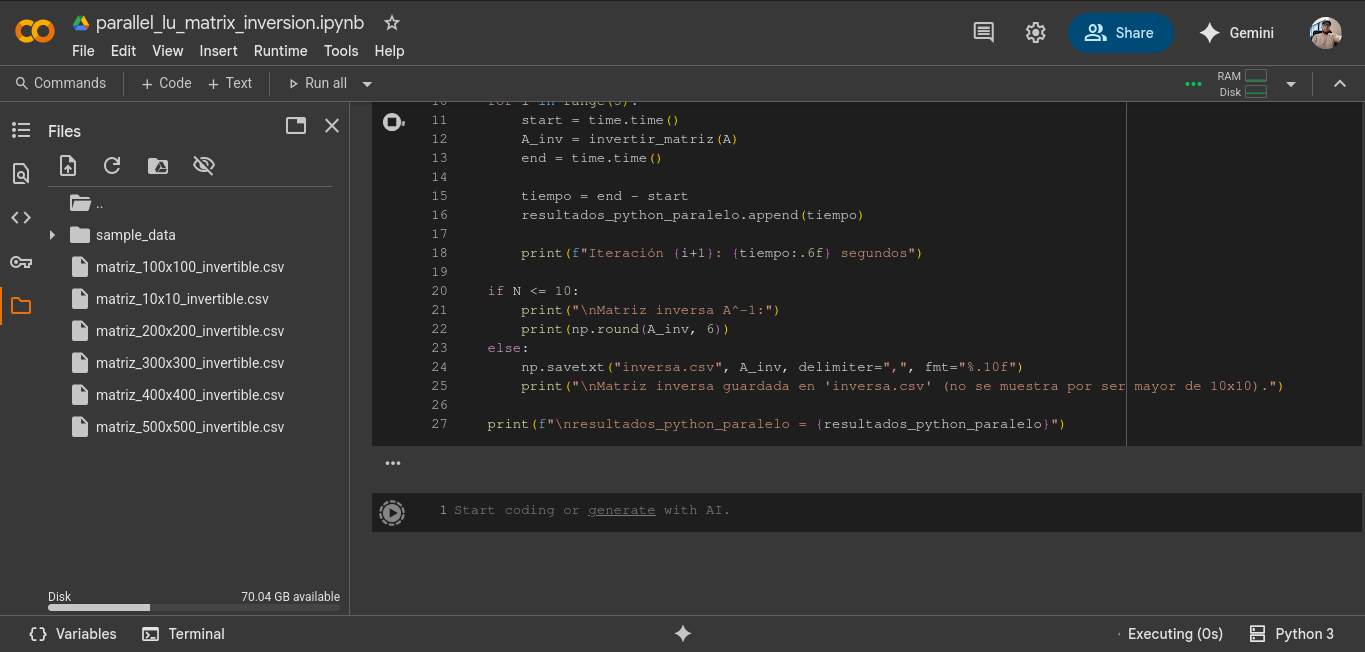 parallel_lu_matrix_inversion.ipynb
File Edit View Insert Runtime Tools Help
Share
Gemini
Commands + Code + Text Run all
RAM
Disk
Files
..
sample_data
matriz_100x100_invertible.csv
matriz_10x10_invertible.csv
matriz_200x200_invertible.csv
matriz_300x300_invertible.csv
matriz_400x400_invertible.csv
matriz_500x500_invertible.csv
Disk 70.04 GB available
10 for i in range(5):
11 start = time.time()
12 A_inv = invertir_matriz(A)
13 end = time.time()
14
15 tiempo = end - start
16 resultados_python_paralelo.append(tiempo)
17
18 print(f"Iteración {i+1}: {tiempo:.6f} segundos")
19
20 if N <= 10:
21 print("\nMatriz inversa A^-1:")
22 print(np.round(A_inv, 6))
23 else:
24 np.savetxt("inversa.csv", A_inv, delimiter=",", fmt="%.10f")
25 print("\nMatriz inversa guardada en 'inversa.csv' (no se muestra por ser mayor de 10x10).")
26
27 print(f"\nresultados_python_paralelo = {resultados_python_paralelo}")
1 Start coding or generate with AI.
Variables Terminal
Executing (0s) Python 3